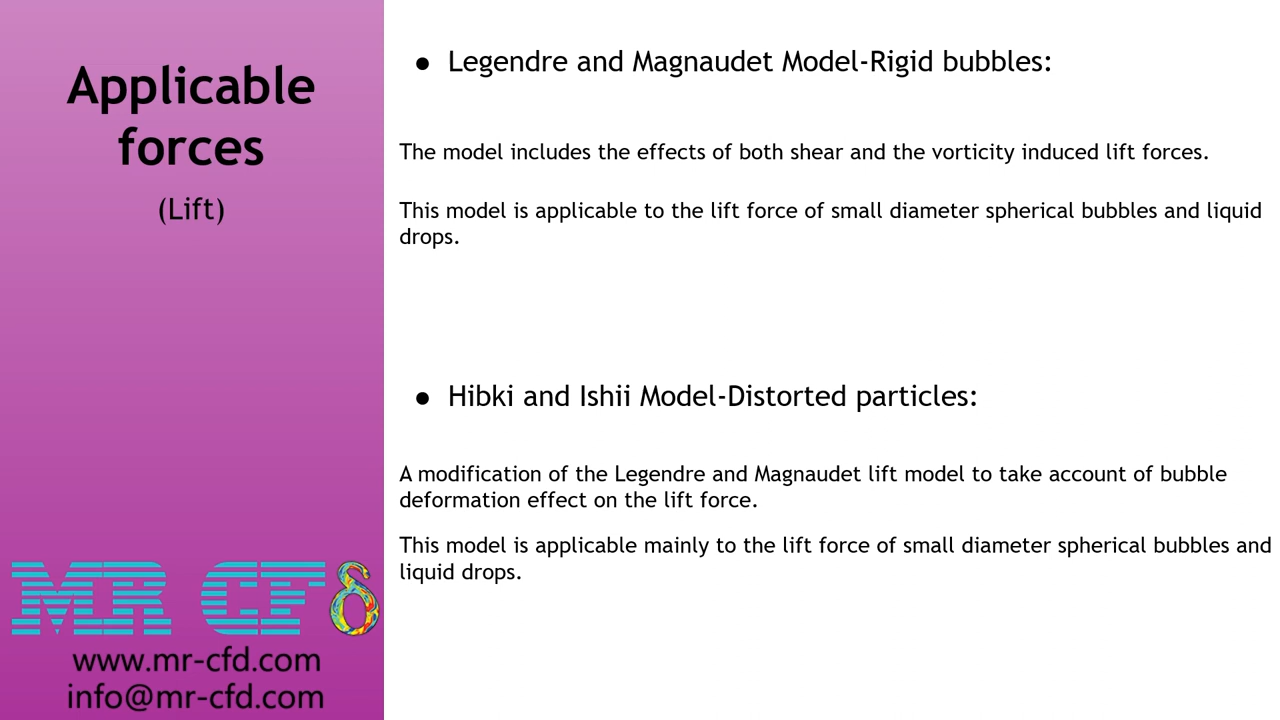 Applicable
forces
(Lift)
MR CFδ
www.mr-cfd.com
info@mr-cfd.com
● Legendre and Magnaudet Model-Rigid bubbles:
The model includes the effects of both shear and the vorticity induced lift forces.
This model is applicable to the lift force of small diameter spherical bubbles and liquid
drops.
● Hibki and Ishii Model-Distorted particles:
A modification of the Legendre and Magnaudet lift model to take account of bubble
deformation effect on the lift force.
This model is applicable mainly to the lift force of small diameter spherical bubbles and
liquid drops.